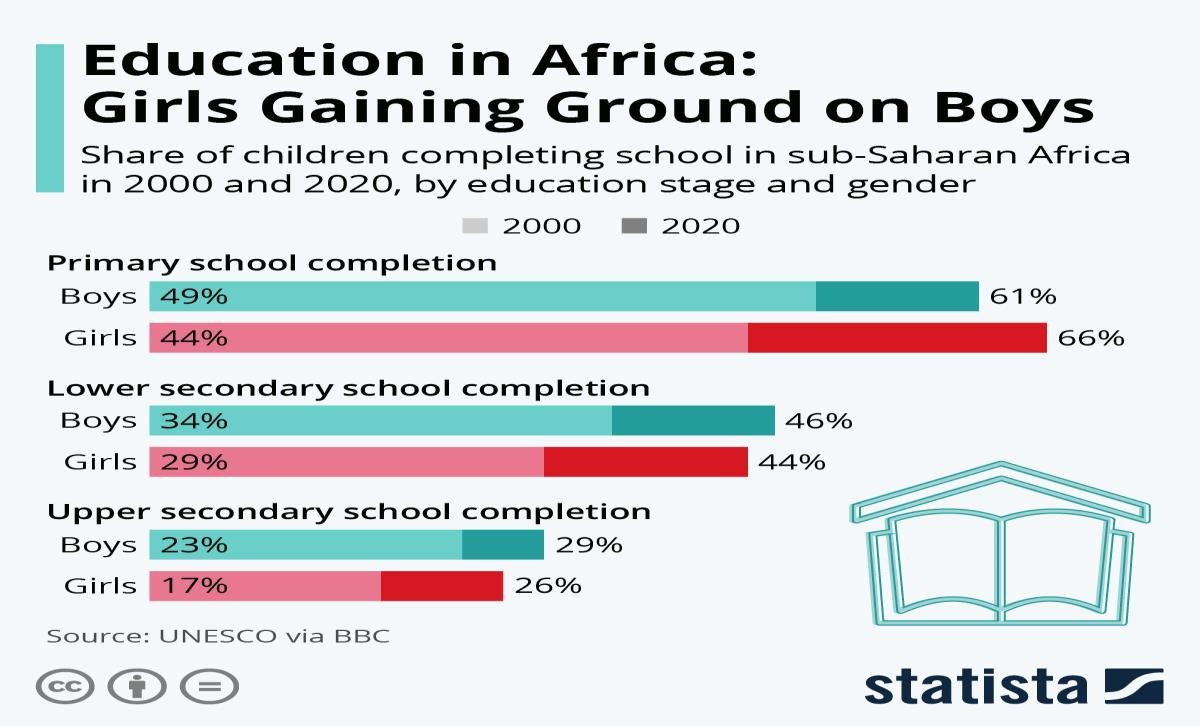 Education in Africa:
Girls Gaining Ground on Boys
Share of children completing school in sub-Saharan Africa
in 2000 and 2020, by education stage and gender
2000 2020
Primary school completion
Boys 49% 61%
Girls 44% 66%
Lower secondary school completion
Boys 34% 46%
Girls 29% 44%
Upper secondary school completion
Boys 23% 29%
Girls 17% 26%
Source: UNESCO via BBC
cc =
statista